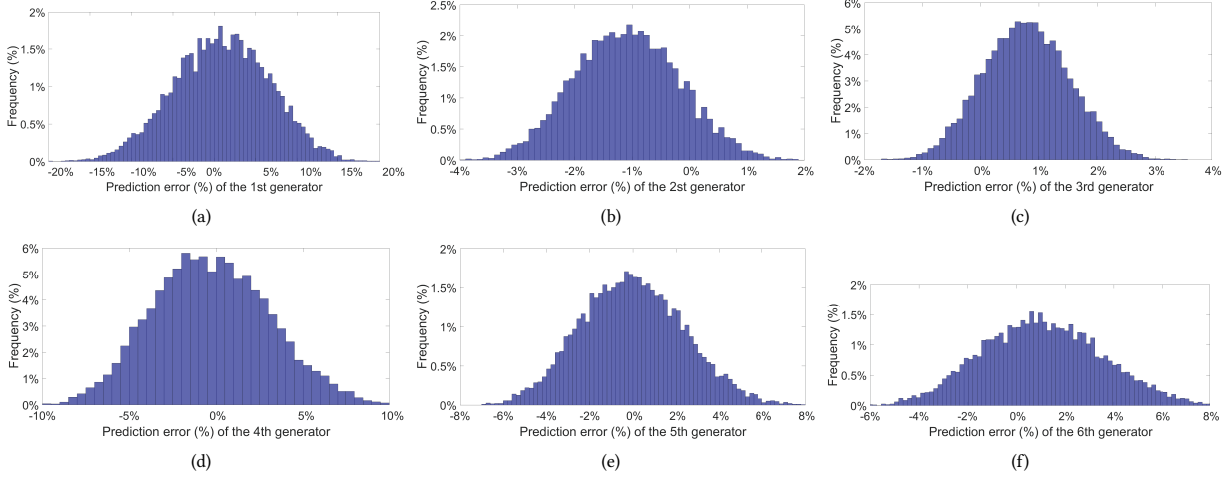 2%
1.5%
1%
0.5%
0%
Frequency (%)
-20% -15% -10% -5% 0% 5% 10% 15% 20%
Prediction error (%) of the 1st generator
(a)
2.5%
2%
1.5%
1%
0.5%
0%
Frequency (%)
-4% -3% -2% -1% 0% 1% 2%
Prediction error (%) of the 2st generator
(b)
6%
5%
4%
3%
2%
1%
0%
Frequency (%)
-2% -1% 0% 1% 2% 3% 4%
Prediction error (%) of the 3rd generator
(c)
6%
5%
4%
3%
2%
1%
0%
Frequency (%)
-10% -5% 0% 5% 10%
Prediction error (%) of the 4th generator
(d)
2%
1.5%
1%
0.5%
0%
Frequency (%)
-8% -6% -4% -2% 0% 2% 4% 6% 8%
Prediction error (%) of the 5th generator
(e)
2%
1.5%
1%
0.5%
0%
Frequency (%)
-6% -4% -2% 0% 2% 4% 6% 8%
Prediction error (%) of the 6th generator
(f)